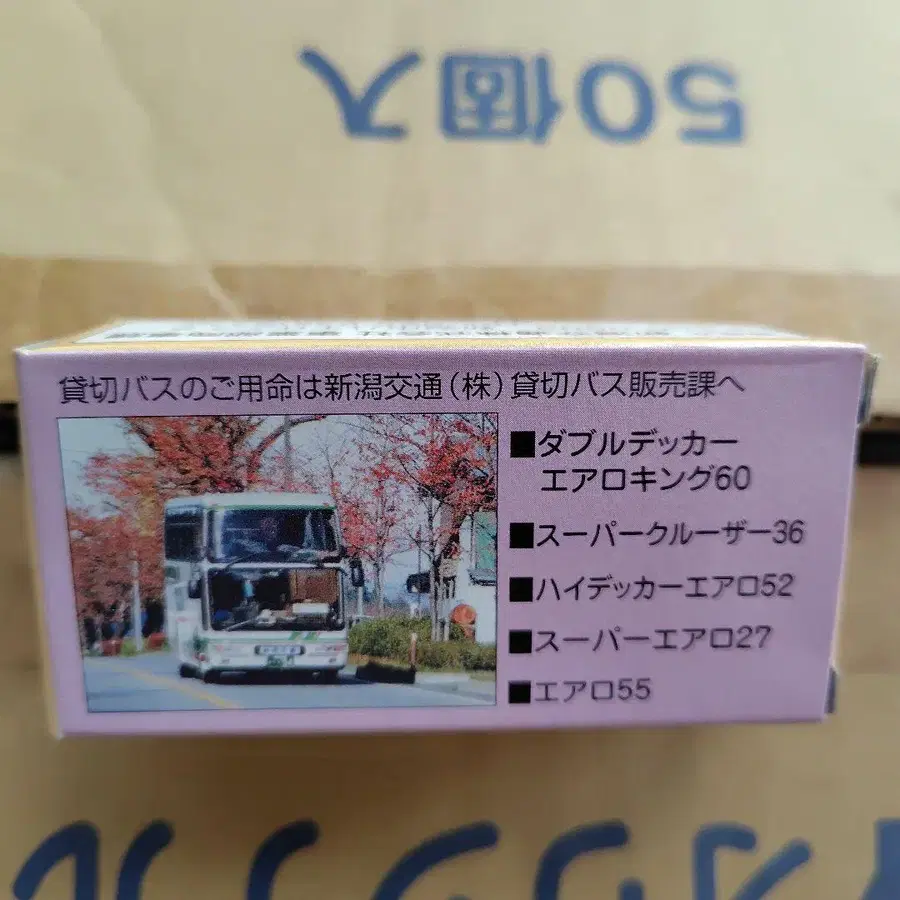 50個入
貸切バスのご用命は新潟交通(株)貸切バス販売課へ
■ダブルデッカー
エアロキング60
■スーパークルーザー36
■ハイデッカーエアロ52
■スーパーエアロ27
■エアロ55